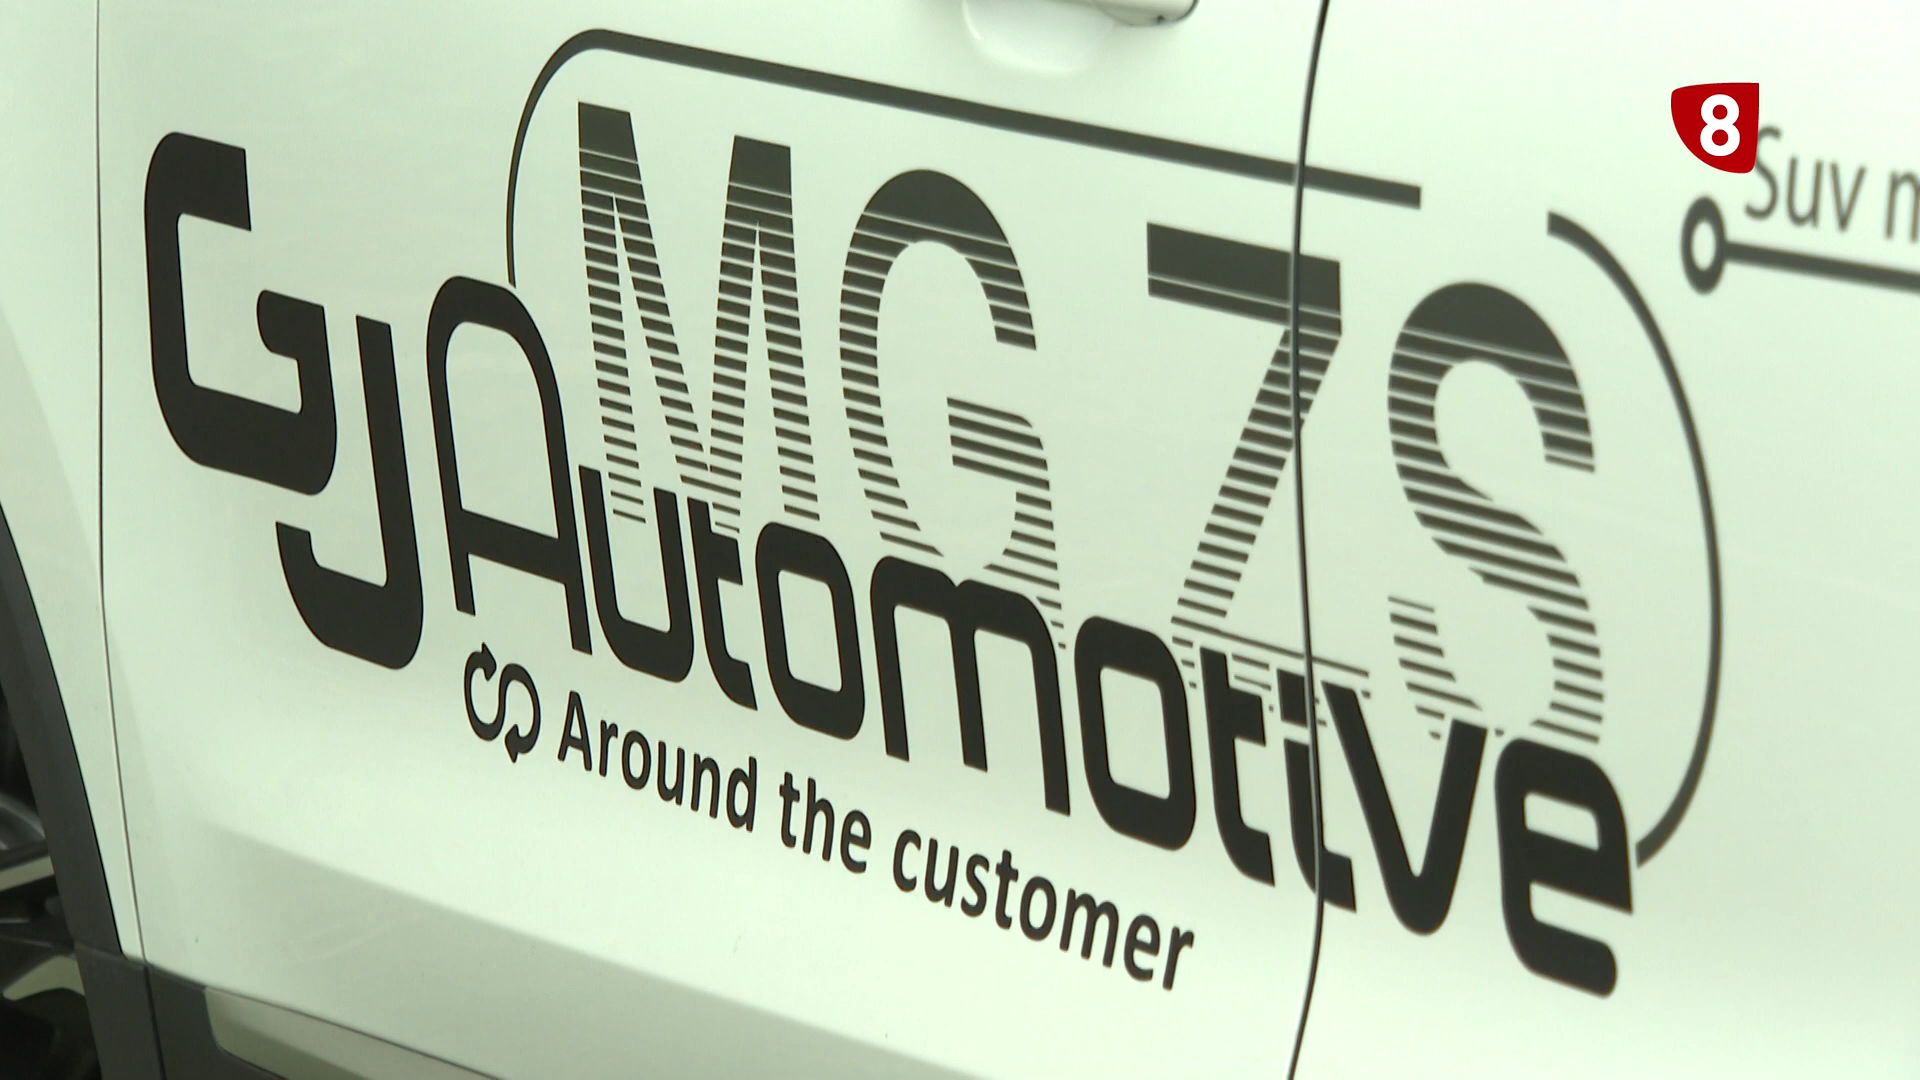 8
MG ZS
Suv
GJAutomotive
Around the customer